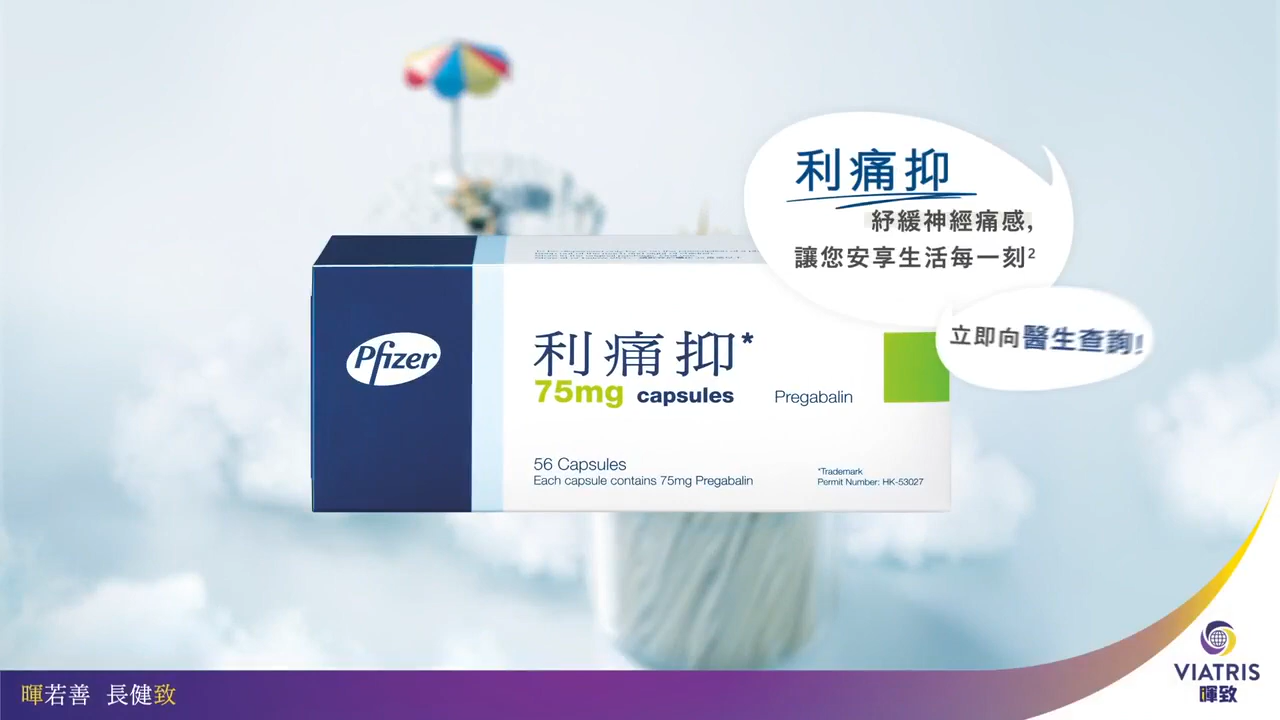 利痛抑
紓緩神經痛感,
讓您安享生活每一刻2
立即向醫生查詢!
Pfizer
利痛抑*
75mg capsules Pregabalin
56 Capsules
Each capsule contains 75mg Pregabalin
*Trademark
Permit Number: HK-53027
暉若善 長健致
VIATRIS
暉致